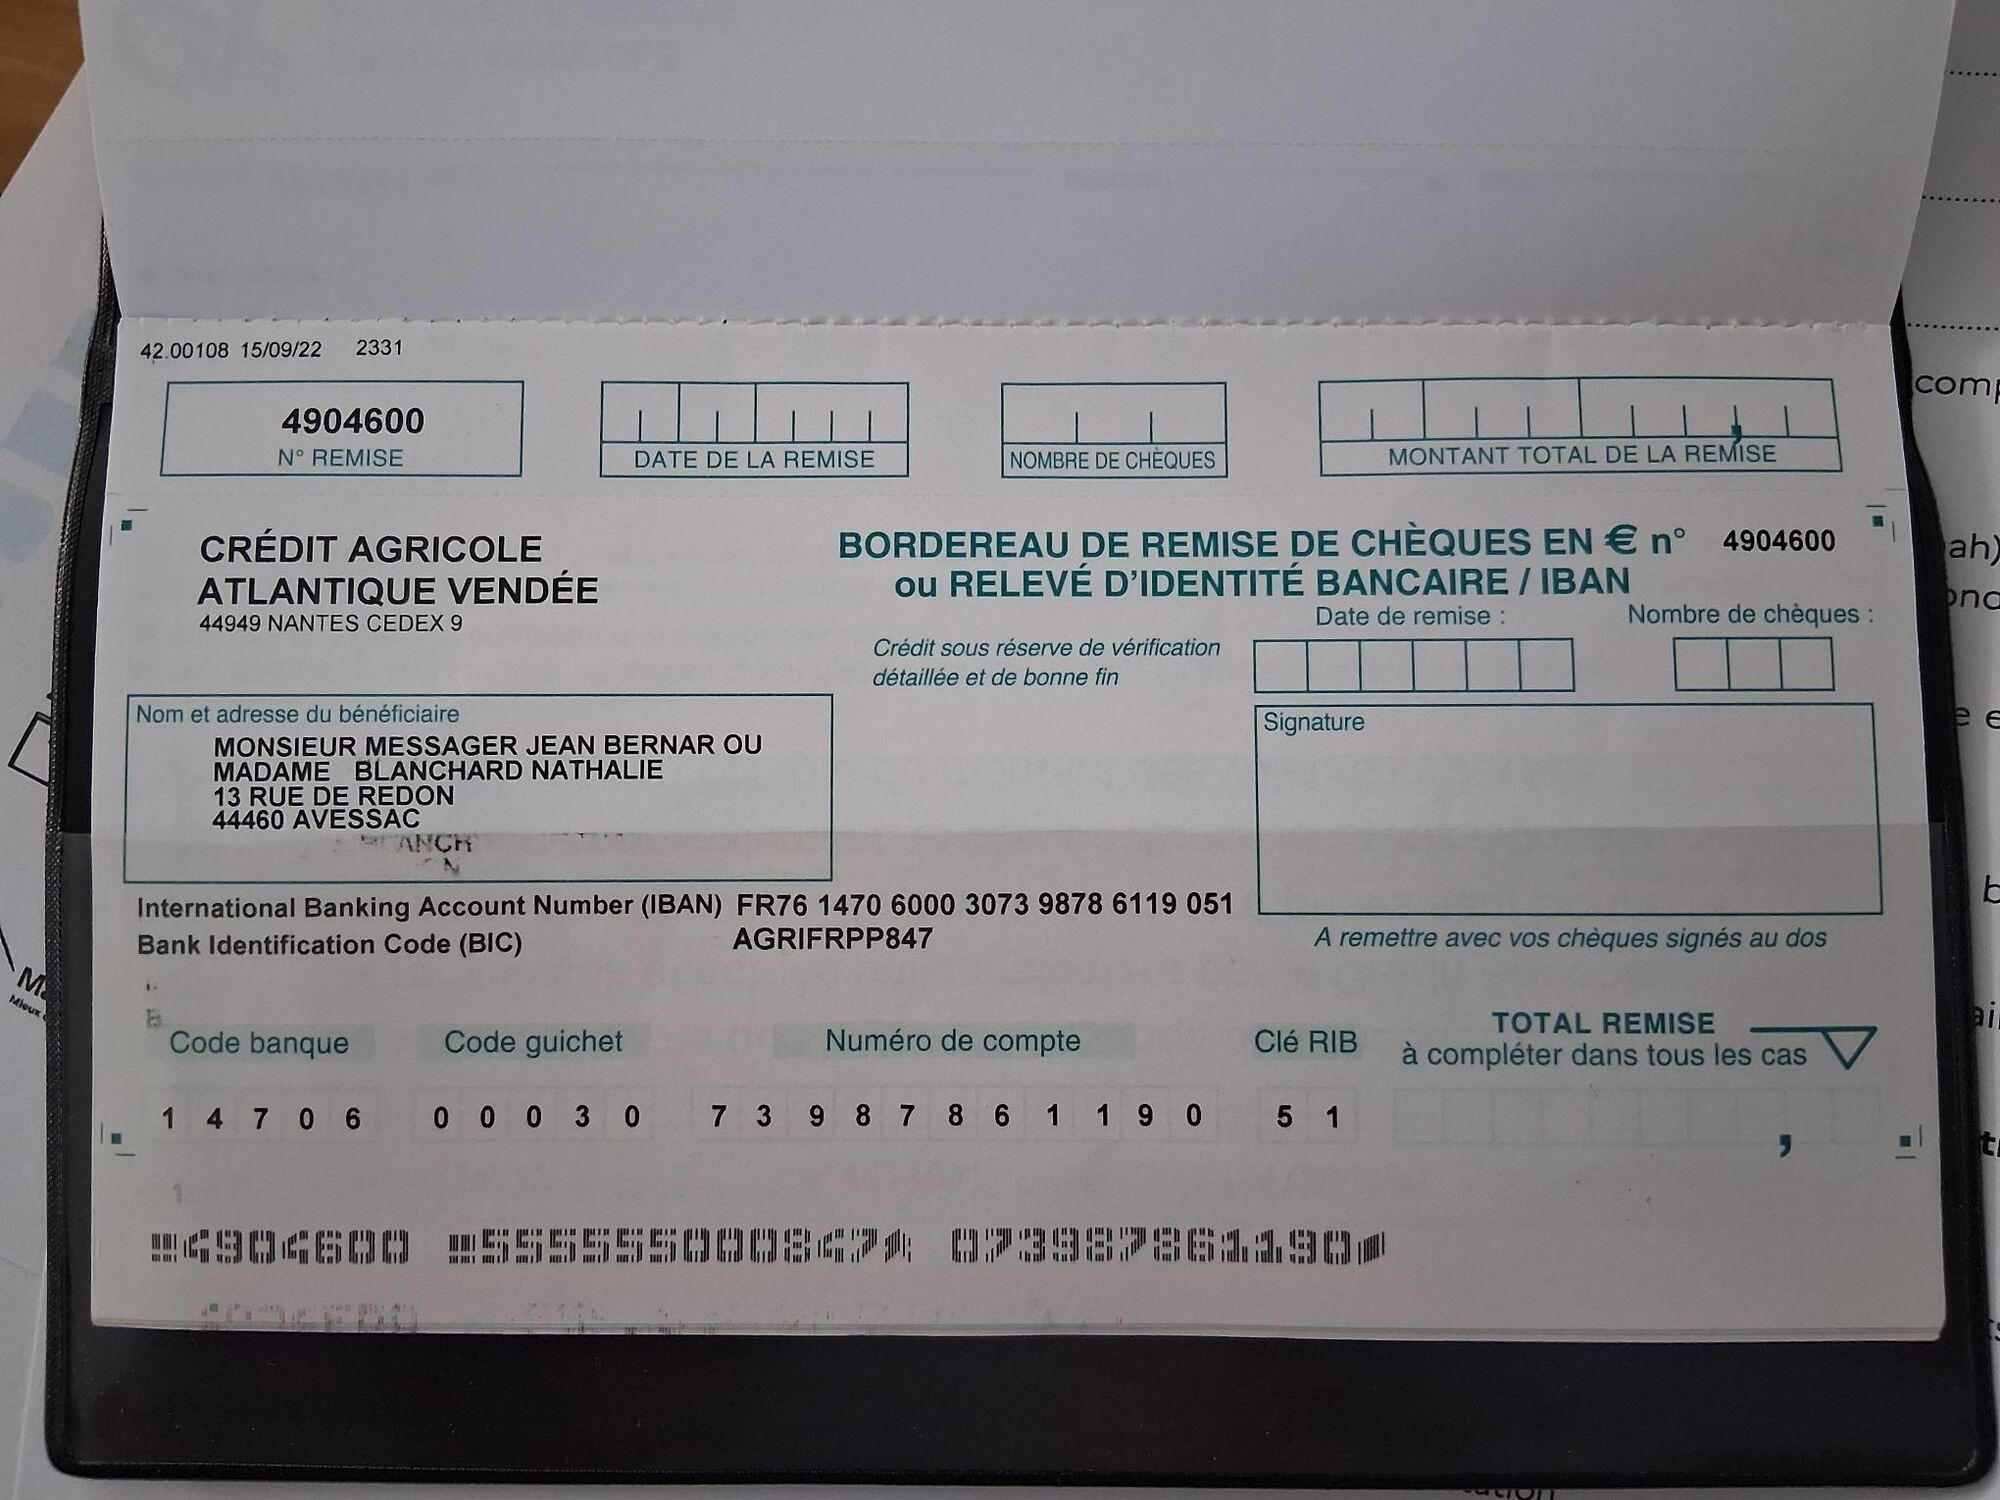 42.00108 15/09/22 2331
4904600
N° REMISE
DATE DE LA REMISE
NOMBRE DE CHÈQUES
,
MONTANT TOTAL DE LA REMISE
CRÉDIT AGRICOLE
ATLANTIQUE VENDÉE
44949 NANTES CEDEX 9
BORDEREAU DE REMISE DE CHÈQUES EN € n° 4904600
ou RELEVÉ D'IDENTITÉ BANCAIRE / IBAN
Crédit sous réserve de vérification
détaillée et de bonne fin
Date de remise :
Nombre de chèques :
Nom et adresse du bénéficiaire
MONSIEUR MESSAGER JEAN BERNAR OU
MADAME BLANCHARD NATHALIE
13 RUE DE REDON
44460 AVESSAC
Signature
International Banking Account Number (IBAN) FR76 1470 6000 3073 9878 6119 051
Bank Identification Code (BIC) AGRIFRPP847
A remettre avec vos chèques signés au dos
Code banque Code guichet Numéro de compte Clé RIB
TOTAL REMISE
à compléter dans tous les cas
1 4 7 0 6 0 0 0 3 0 7 3 9 8 7 8 6 1 1 9 0 5 1
,
4904600 555555500084 7 073987861190